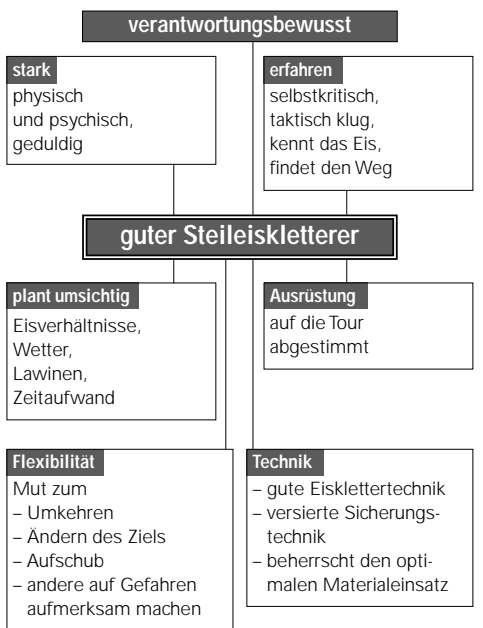 verantwortungsbewusst
stark
physisch
und psychisch,
geduldig
erfahren
selbstkritisch,
taktisch klug,
kennt das Eis,
findet den Weg
guter Steileiskletterer
plant umsichtig
Eisverhältnisse,
Wetter,
Lawinen,
Zeitaufwand
Ausrüstung
auf die Tour
abgestimmt
Flexibilität
Mut zum
– Umkehren
– Ändern des Ziels
– Aufschub
– andere auf Gefahren
aufmerksam machen
Technik
– gute Eisklettertechnik
– versierte Sicherungs-
technik
– beherrscht den opti-
malen Materialeinsatz